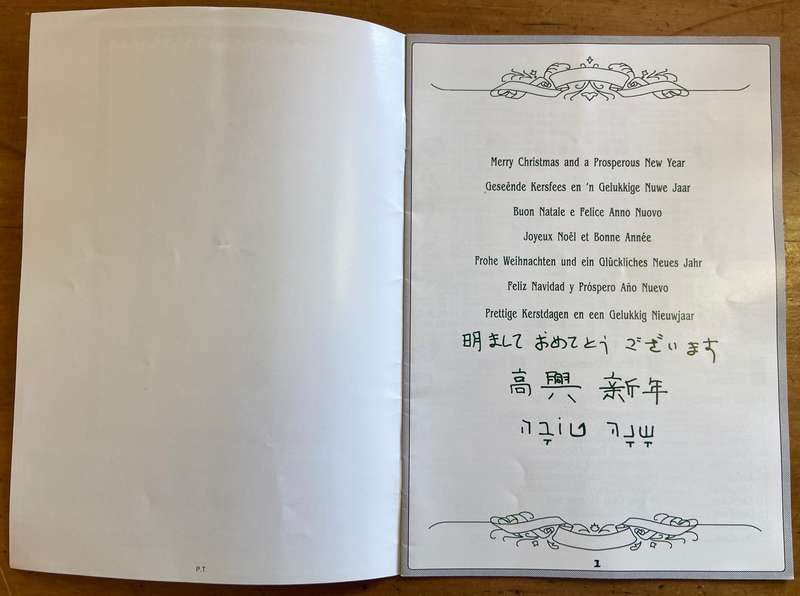 P.T.
Merry Christmas and a Prosperous New Year
Geseënde Kersfees en 'n Gelukkige Nuwe Jaar
Buon Natale e Felice Anno Nuovo
Joyeux Noël et Bonne Année
Frohe Weihnachten und ein Glückliches Neues Jahr
Feliz Navidad y Próspero Año Nuevo
Prettige Kerstdagen en een Gelukkig Nieuwjaar
明まして おめてとう ございます
高興 新年
שָׁנָה טוֹבָה
1